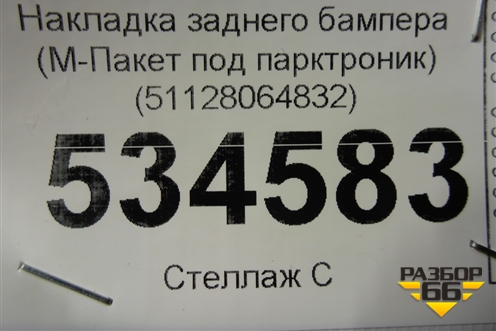 Накладка заднего бампера
(М-Пакет под парктроник)
(51128064832)
534583
Стеллаж С
РАЗБОР
66